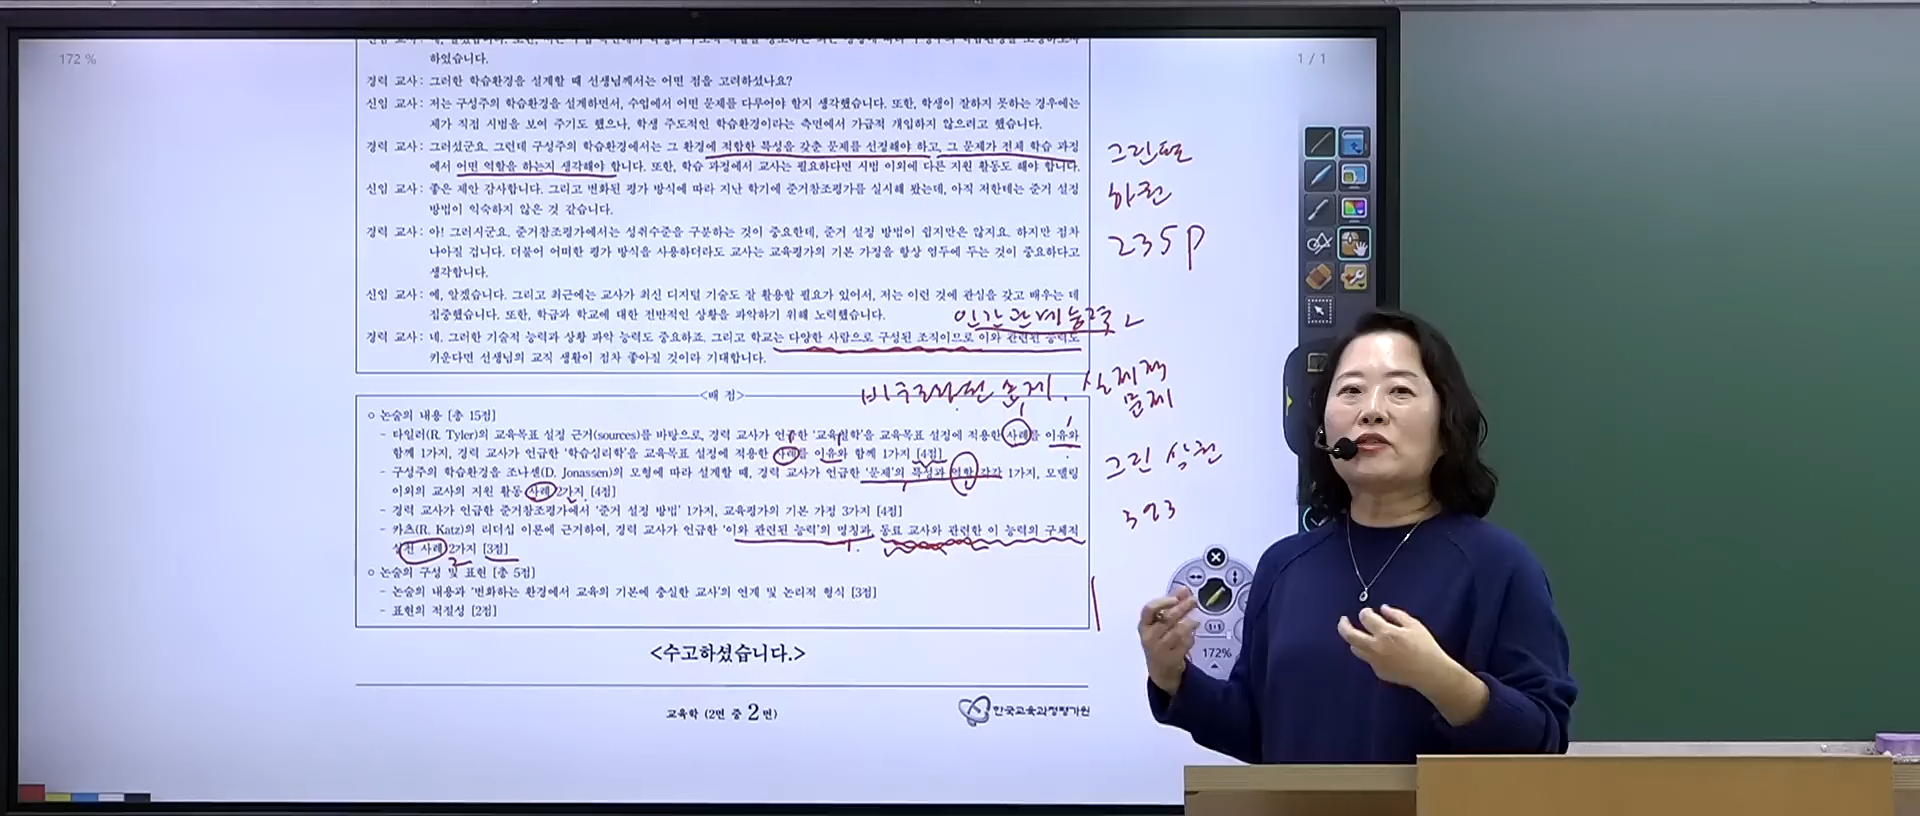 172 %
1 / 1
하였습니다.
경력 교사: 그러한 학습환경을 설계할 때 선생님께서는 어떤 점을 고려하셨나요?
신임 교사: 저는 구성주의 학습환경을 설계하면서, 수업에서 어떤 문제를 다루어야 할지 생각했습니다. 또한, 학생이 잘하지 못하는 경우에는
제가 직접 시범을 보여 주기도 했으나, 학생 주도적인 학습환경이라는 측면에서 가급적 개입하지 않으려고 했습니다.
경력 교사: 그러셨군요. 그런데 구성주의 학습환경에서는 그 환경에 적합한 특성을 갖춘 문제를 선정해야 하고, 그 문제가 전체 학습 과정
에서 어떤 역할을 하는지 생각해야 합니다. 또한, 학습 과정에서 교사는 필요하다면 시범 이외에 다른 지원 활동도 해야 합니다.
신임 교사: 좋은 제안 감사합니다. 그리고 변화된 평가 방식에 따라 지난 학기에 준거참조평가를 실시해 봤는데, 아직 저한테는 준거 설정
방법이 익숙하지 않은 것 같습니다.
경력 교사: 아! 그러시군요. 준거참조평가에서는 성취수준을 구분하는 것이 중요한데, 준거 설정 방법이 쉽지만은 않지요. 하지만 점차
나아질 겁니다. 더불어 어떠한 평가 방식을 사용하더라도 교사는 교육평가의 기본 가정을 항상 염두에 두는 것이 중요하다고
생각합니다.
신임 교사: 예, 알겠습니다. 그리고 최근에는 교사가 최신 디지털 기술도 잘 활용할 필요가 있어서, 저는 이런 것에 관심을 갖고 배우는 데
집중했습니다. 또한, 학급과 학교에 대한 전반적인 상황을 파악하기 위해 노력했습니다.
인간관계능력
경력 교사: 네. 그러한 기술적 능력과 상황 파악 능력도 중요하죠. 그리고 학교는 다양한 사람으로 구성된 조직이므로 이와 관련된 능력도
키운다면 선생님의 교직 생활이 점차 좋아질 것이라 기대합니다.
하권
235p
실제적
문제
<배 점>
○ 논술의 내용 [총 15점]
- 타일러(R. Tyler)의 교육목표 설정 근거(sources)를 바탕으로, 경력 교사가 언급한 '교육철학'을 교육목표 설정에 적용한 사례를 이유와
함께 1가지, 경력 교사가 언급한 '학습심리학'을 교육목표 설정에 적용한 사례를 이유와 함께 1가지 [4점]
- 구성주의 학습환경을 조나센(D. Jonassen)의 모형에 따라 설계할 때, 경력 교사가 언급한 '문제'의 특성과 역할 각각 1가지, 모델링
이외의 교사의 지원 활동 사례 2가지 [4점]
- 경력 교사가 언급한 준거참조평가에서 '준거 설정 방법' 1가지, 교육평가의 기본 가정 3가지 [4점]
- 카츠(R. Katz)의 리더십 이론에 근거하여, 경력 교사가 언급한 '이와 관련된 능력'의 명칭과, 동료 교사와 관련한 이 능력의 구체적
실천 사례 2가지 [3점]
○ 논술의 구성 및 표현 [총 5점]
- 논술의 내용과 '변화하는 환경에서 교육의 기본에 충실한 교사'의 연계 및 논리적 형식 [3점]
- 표현의 적절성 [2점]
393
<수고하셨습니다.>
교육학 (2면 중 2면)
한국교육과정평가원
172%